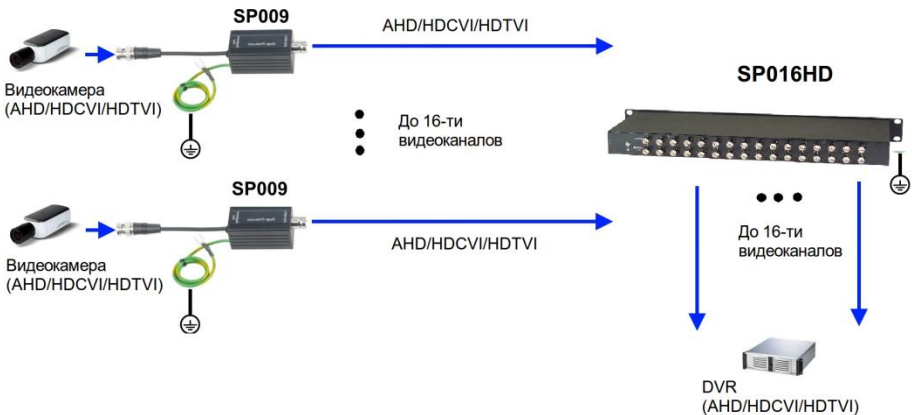 SP009
AHD/HDCVI/HDTVI
Видеокамера
(AHD/HDCVI/HDTVI)
До 16-ти
видеоканалов
SP016HD
SP009
AHD/HDCVI/HDTVI
Видеокамера
(AHD/HDCVI/HDTVI)
До 16-ти
видеоканалов
DVR
(AHD/HDCVI/HDTVI)